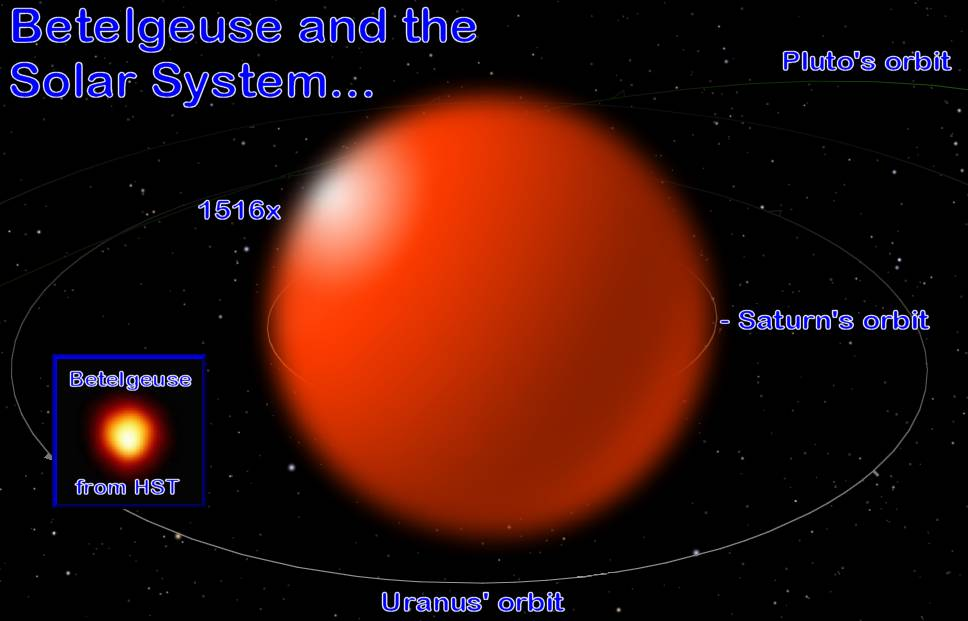 Betelgeuse and the
Solar System...
Pluto's orbit
1516x
- Saturn's orbit
Betelgeuse
from HST
Uranus' orbit